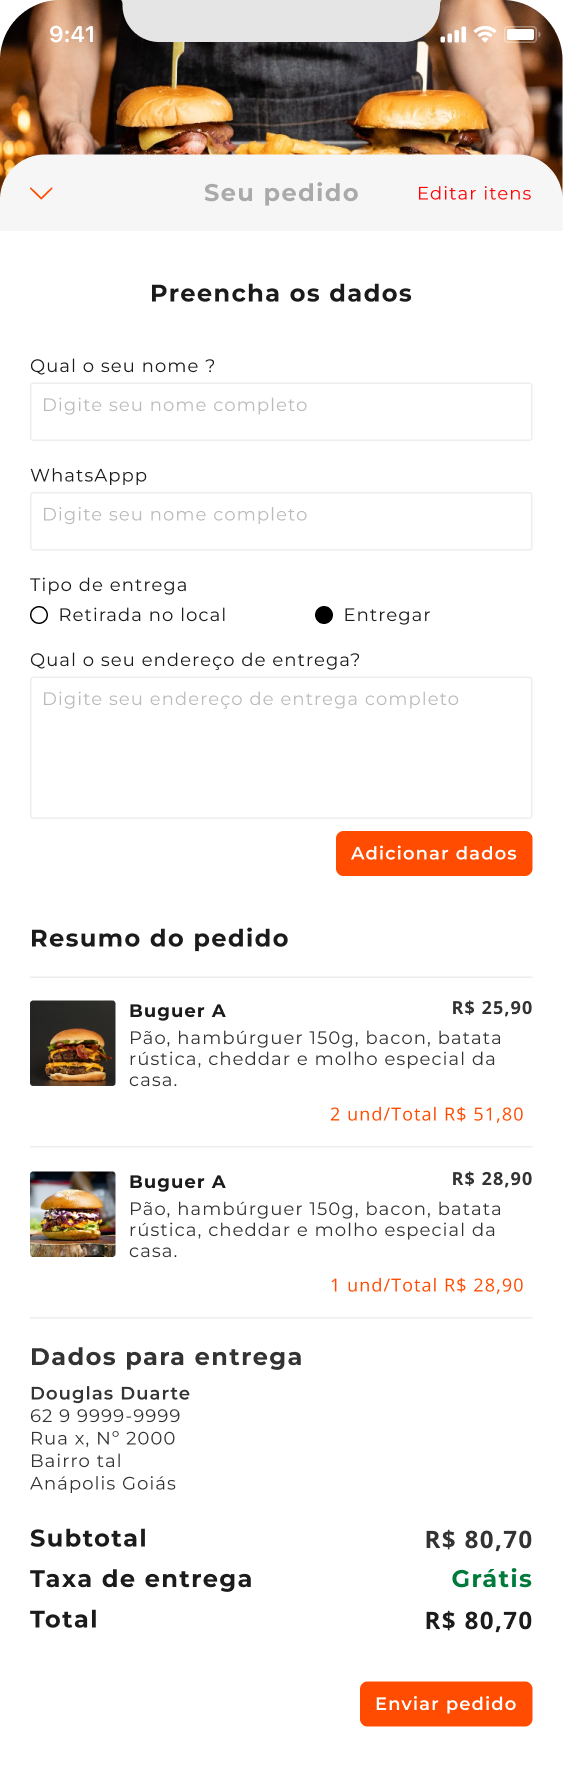 9:41
Seu pedido
Editar itens
Preencha os dados
Qual o seu nome ?
Digite seu nome completo
WhatsAppp
Digite seu nome completo
Tipo de entrega
Retirada no local
Entregar
Qual o seu endereço de entrega?
Digite seu endereço de entrega completo
Adicionar dados
Resumo do pedido
Buguer A
R$ 25,90
Pão, hambúrguer 150g, bacon, batata
rústica, cheddar e molho especial da
casa.
2 und/Total R$ 51,80
Buguer A
R$ 28,90
Pão, hambúrguer 150g, bacon, batata
rústica, cheddar e molho especial da
casa.
1 und/Total R$ 28,90
Dados para entrega
Douglas Duarte
62 9 9999-9999
Rua x, Nº 2000
Bairro tal
Anápolis Goiás
Subtotal R$ 80,70
Taxa de entrega Grátis
Total R$ 80,70
Enviar pedido